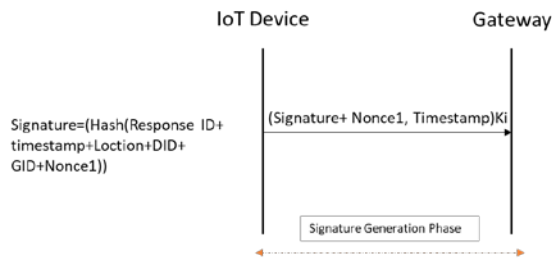 IoT Device
Gateway
Signature=(Hash(Response ID+
timestamp+Loction+DID+
GID+Nonce1))
(Signature+ Nonce1, Timestamp)Ki
Signature Generation Phase